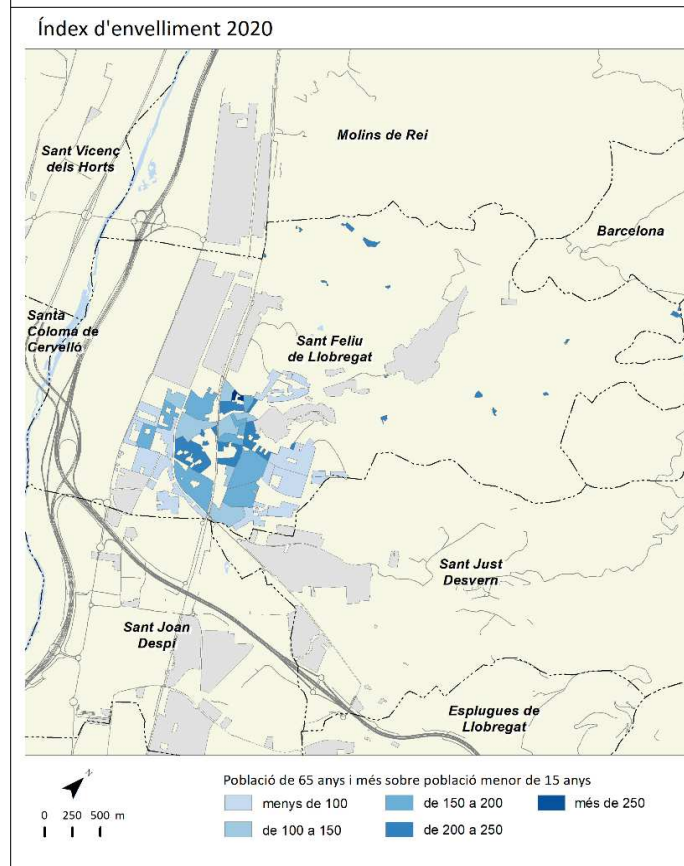 Índex d'envelliment 2020
Molins de Rei
Sant Vicenç
dels Horts
Barcelona
Santa
Coloma de
Cervelló
Sant Feliu
de Llobregat
Sant Just
Desvern
Sant Joan
Despí
Esplugues de
Llobregat
N
0 250 500 m
Població de 65 anys i més sobre població menor de 15 anys
menys de 100
de 150 a 200
més de 250
de 100 a 150
de 200 a 250